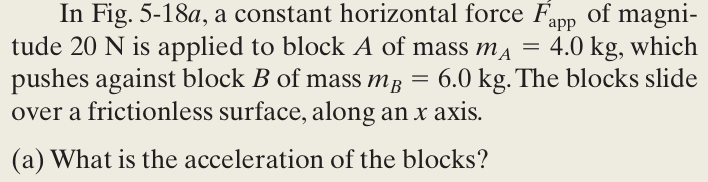 In Fig. 5-18a, a constant horizontal force F⃗app of magni-
tude 20 N is applied to block A of mass mA = 4.0 kg, which
pushes against block B of mass mB = 6.0 kg. The blocks slide
over a frictionless surface, along an x axis.
(a) What is the acceleration of the blocks?